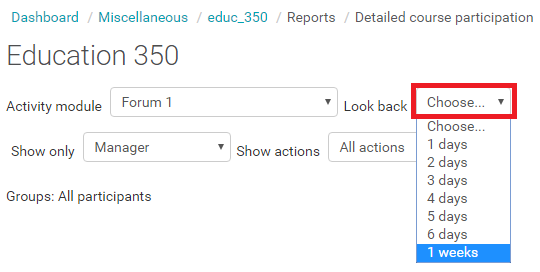 Dashboard / Miscellaneous / educ_350 / Reports / Detailed course participation
Education 350
Activity module Forum 1 Look back Choose...
Choose...
1 days
Show only Manager Show actions All actions
2 days
3 days
4 days
Groups: All participants
5 days
6 days
1 weeks